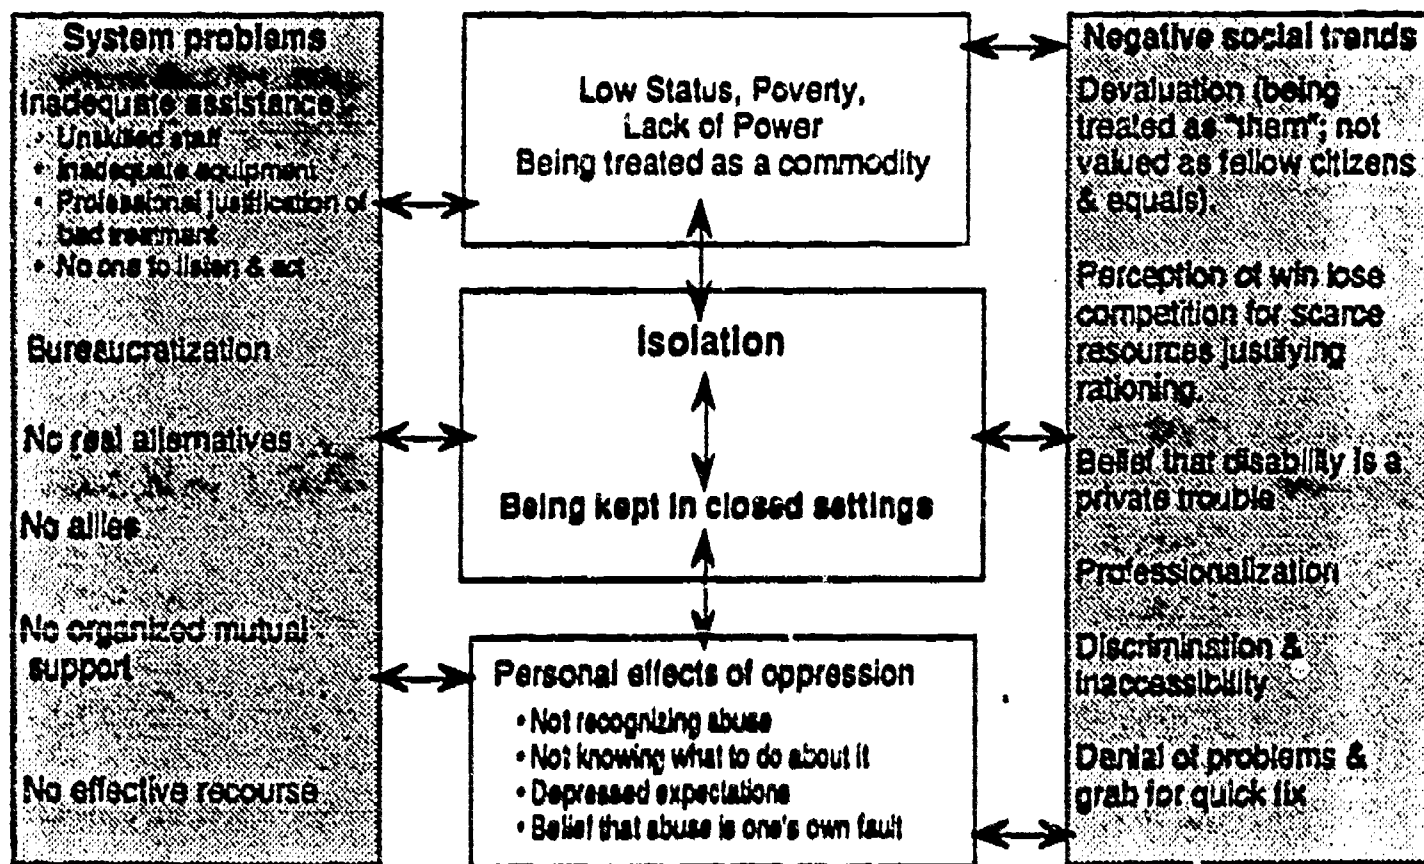 System problems
Inadequate assistance
• Unskilled staff
• Inadequate equipment
• Professional justification of
bad treatment
• No one to listen & act
Bureaucratization
No real alternatives
No allies
No organized mutual
support
No effective recourse
Low Status, Poverty,
Lack of Power
Being treated as a commodity
Isolation
Being kept in closed settings
Personal effects of oppression
• Not recognizing abuse
• Not knowing what to do about it
• Depressed expectations
• Belief that abuse is one's own fault
Negative social trends
Devaluation (being
treated as "them"; not
valued as fellow citizens
& equals).
Perception of win lose
competition for scarce
resources justifying
rationing.
Belief that disability is a
private trouble
Professionalization
Discrimination &
inaccessibility
Denial of problems &
grab for quick fix